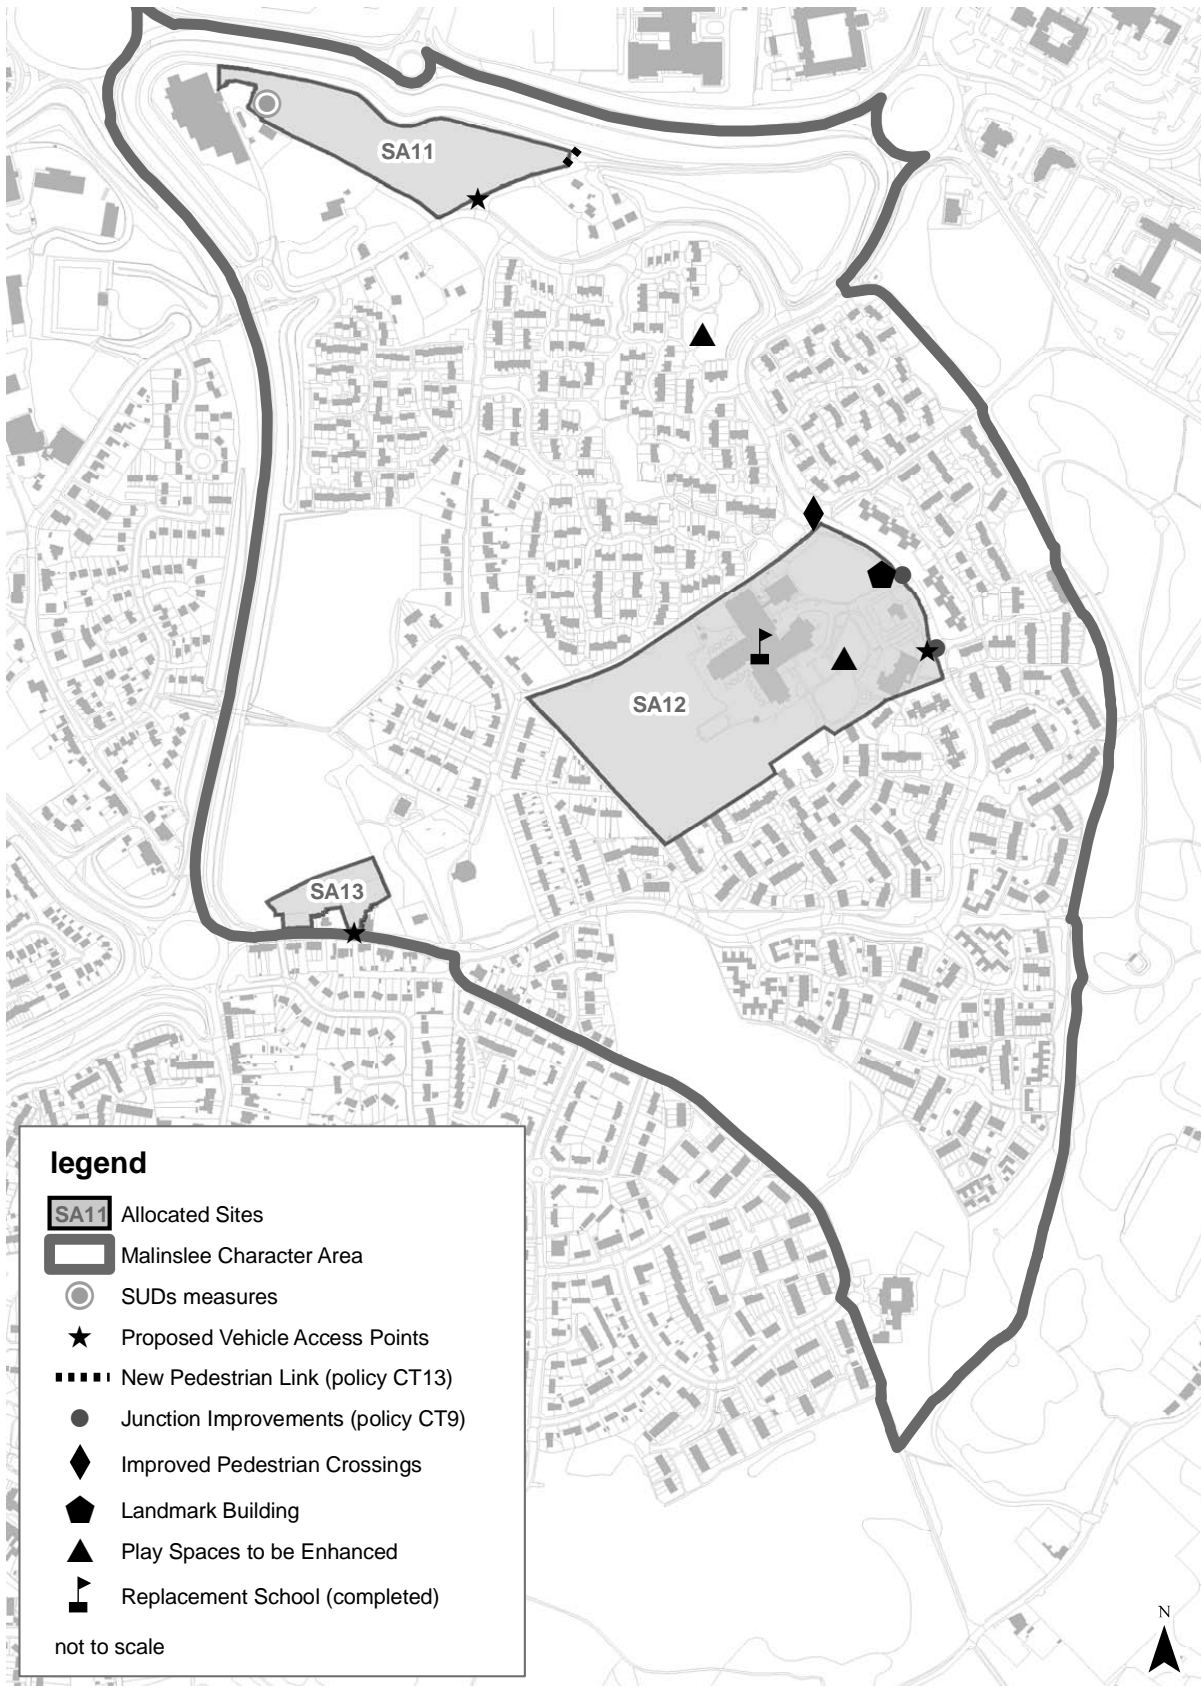 SA11
SA12
SA13
legend
SA11 Allocated Sites
Malinslee Character Area
SUDs measures
Proposed Vehicle Access Points
New Pedestrian Link (policy CT13)
Junction Improvements (policy CT9)
Improved Pedestrian Crossings
Landmark Building
Play Spaces to be Enhanced
Replacement School (completed)
not to scale
N